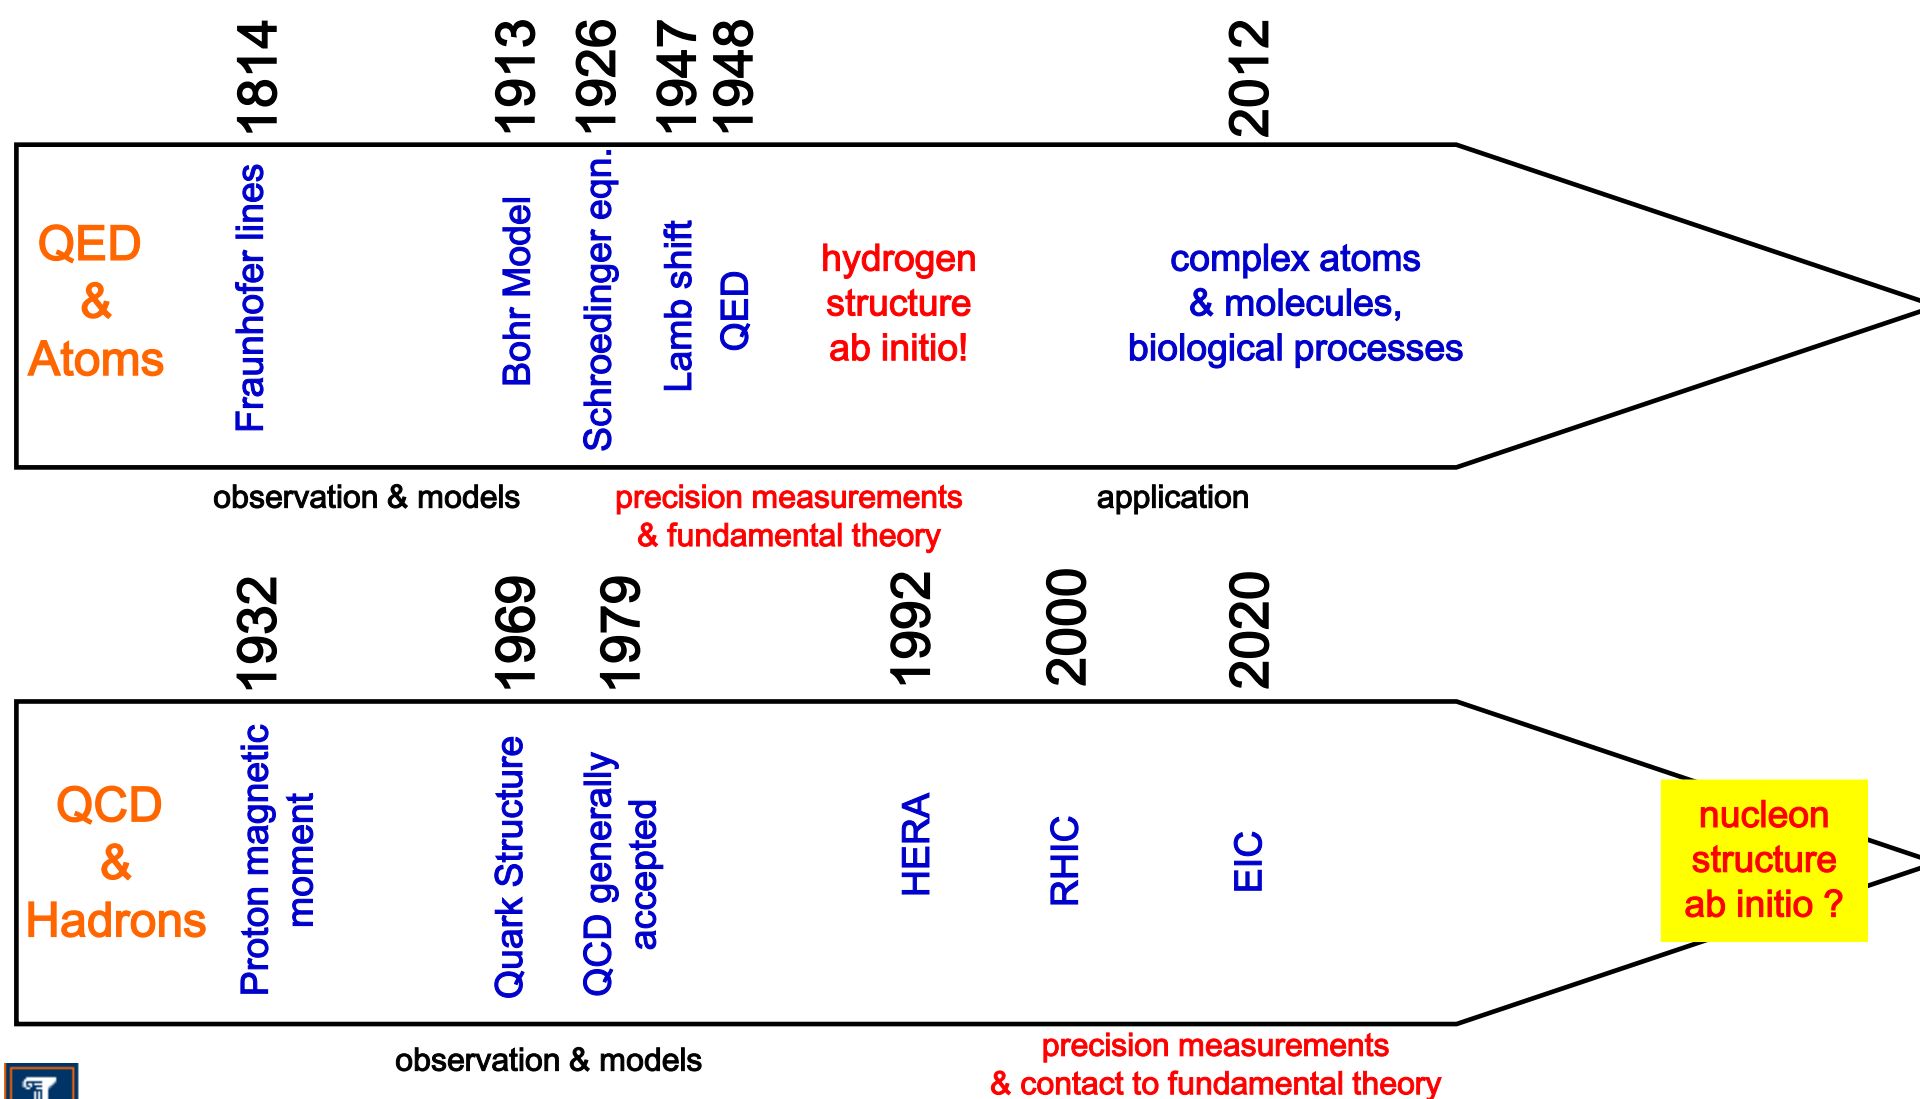 1814
1913
1926
1947
1948
2012
QED
&
Atoms
Fraunhofer lines
Bohr Model
Schroedinger eqn.
Lamb shift
QED
hydrogen
structure
ab initio!
complex atoms
& molecules,
biological processes
observation & models
precision measurements
& fundamental theory
application
1932
1969
1979
1992
2000
2020
QCD
&
Hadrons
Proton magnetic
moment
Quark Structure
QCD generally
accepted
HERA
RHIC
EIC
nucleon
structure
ab initio ?
observation & models
precision measurements
& contact to fundamental theory